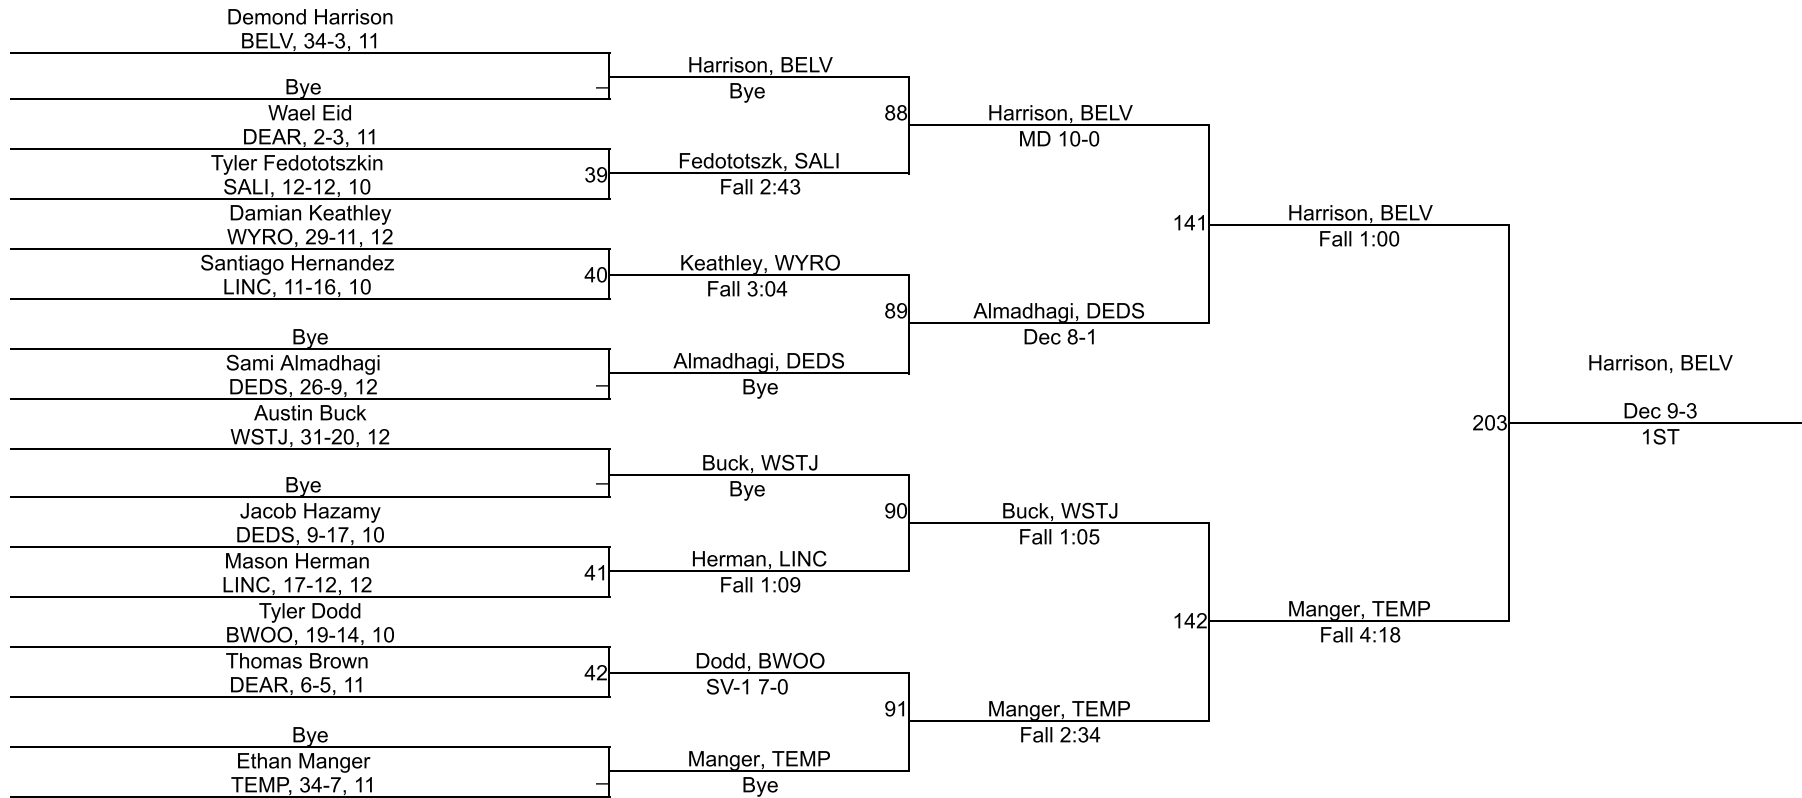 Demond Harrison
BELV, 34-3, 11
Bye
Wael Eid
DEAR, 2-3, 11
Tyler Fedototszkin
SALI, 12-12, 10
39
Damian Keathley
WYRO, 29-11, 12
Santiago Hernandez
LINC, 11-16, 10
40
Bye
Sami Almadhagi
DEDS, 26-9, 12
Austin Buck
WSTJ, 31-20, 12
Bye
Jacob Hazamy
DEDS, 9-17, 10
Mason Herman
LINC, 17-12, 12
41
Tyler Dodd
BWOO, 19-14, 10
Thomas Brown
DEAR, 6-5, 11
42
Bye
Ethan Manger
TEMP, 34-7, 11
Harrison, BELV
Bye
88
Fedototszk, SALI
Fall 2:43
Keathley, WYRO
Fall 3:04
89
Almadhagi, DEDS
Bye
Buck, WSTJ
Bye
90
Herman, LINC
Fall 1:09
Dodd, BWOO
SV-1 7-0
91
Manger, TEMP
Bye
Harrison, BELV
MD 10-0
141
Almadhagi, DEDS
Dec 8-1
Buck, WSTJ
Fall 1:05
142
Manger, TEMP
Fall 2:34
Harrison, BELV
Fall 1:00
203
Manger, TEMP
Fall 4:18
Harrison, BELV
Dec 9-3
1ST